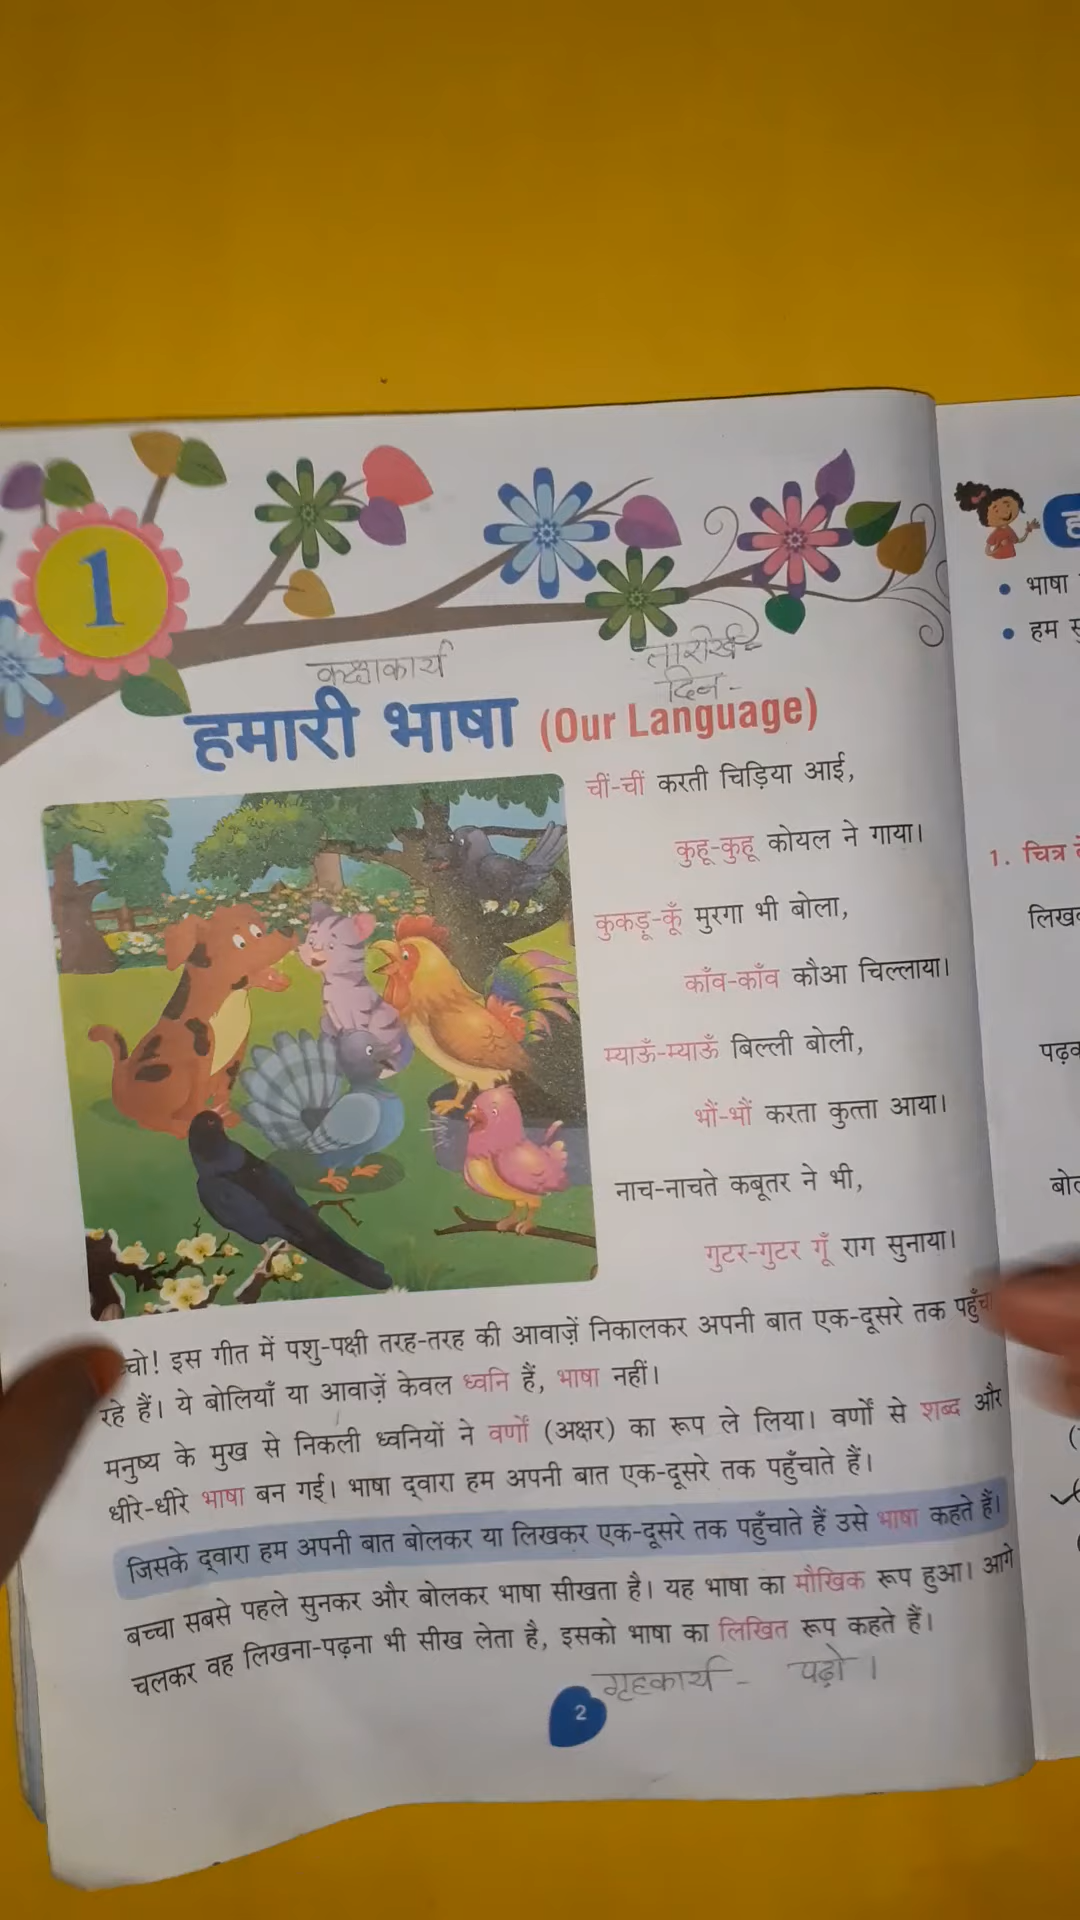 1
कक्षाकार्य
तारीख-
दिन-
हमारी भाषा (Our Language)
चीं-चीं करती चिड़िया आई,
कुहू-कुहू कोयल ने गाया।
कुकड़ू-कूँ मुरगा भी बोला,
काँव-काँव कौआ चिल्लाया।
म्याऊँ-म्याऊँ बिल्ली बोली,
भौं-भौं करता कुत्ता आया।
नाच-नाचते कबूतर ने भी,
गुटर-गुटर गूँ राग सुनाया।
इस गीत में पशु-पक्षी तरह-तरह की आवाज़ें निकालकर अपनी बात एक-दूसरे तक
रहे हैं। ये बोलियाँ या आवाज़ें केवल ध्वनि हैं, भाषा नहीं।
मनुष्य के मुख से निकली ध्वनियों ने वर्णों (अक्षर) का रूप ले लिया। वर्णों से शब्द और
धीरे-धीरे भाषा बन गई। भाषा द्वारा हम अपनी बात एक-दूसरे तक पहुँचाते हैं।
जिसके द्वारा हम अपनी बात बोलकर या लिखकर एक-दूसरे तक पहुँचाते हैं उसे भाषा कहते हैं।
बच्चा सबसे पहले सुनकर और बोलकर भाषा सीखता है। यह भाषा का मौखिक रूप हुआ। आगे
चलकर वह लिखना-पढ़ना भी सीख लेता है, इसको भाषा का लिखित रूप कहते हैं।
गृहकार्य - पढ़ो।
2
• भाषा
• हम
1. चित्र